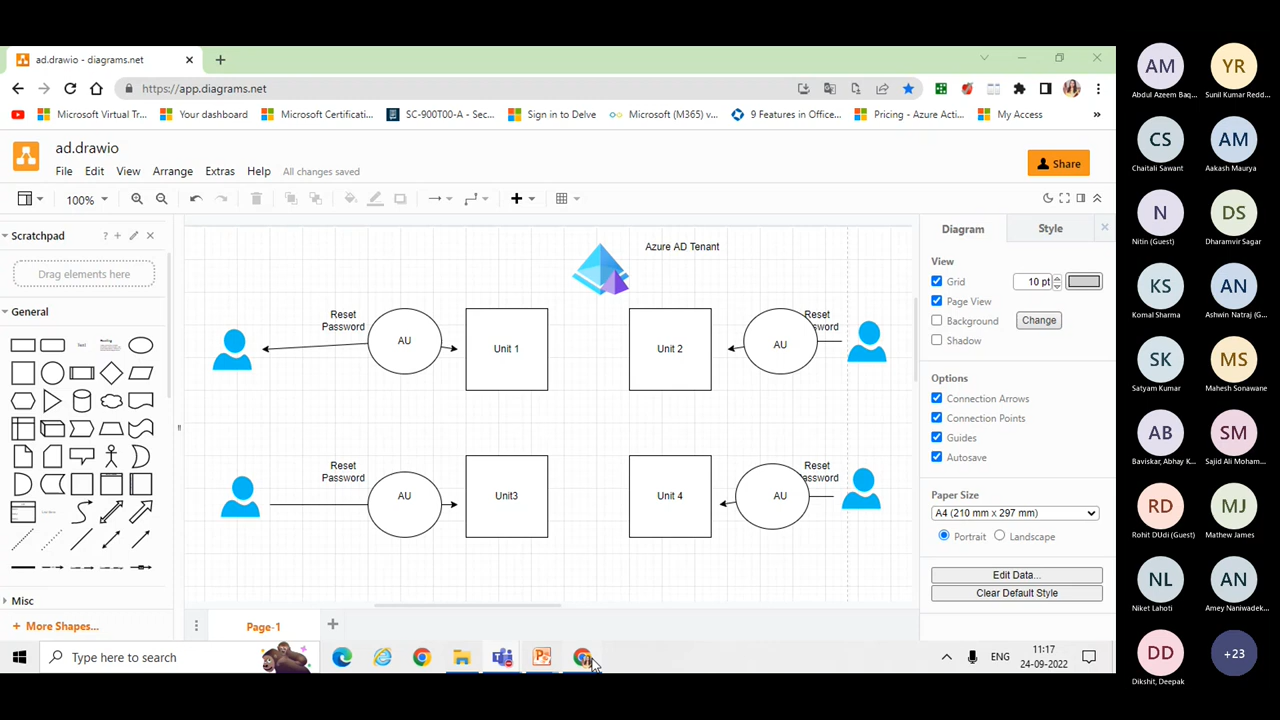 ad.drawio - diagrams.net
https://app.diagrams.net
Microsoft Virtual Tr...
Your dashboard
Microsoft Certificati...
SC-900T00-A - Sec...
Sign in to Delve
Microsoft (M365) v...
9 Features in Office...
Pricing - Azure Acti...
My Access
»
ad.drawio
File
Edit
View
Arrange
Extras
Help
All changes saved
Share
100%
Scratchpad
?
Drag elements here
General
Text
Heading
Misc
+ More Shapes...
Azure AD Tenant
Reset
Password
AU
Unit 1
Unit 2
AU
Reset
sword
Reset
Password
AU
Unit3
Unit 4
AU
Reset
assword
Page-1
Diagram
Style
View
Grid
10 pt
Page View
Background
Change
Shadow
Options
Connection Arrows
Connection Points
Guides
Autosave
Paper Size
A4 (210 mm x 297 mm)
Portrait
Landscape
Edit Data...
Clear Default Style
Type here to search
ENG
11:17
24-09-2022
AM
Abdul Azeem Baq...
YR
Sunil Kumar Redd...
CS
Chaitali Sawant
AM
Aakash Maurya
N
Nitin (Guest)
DS
Dharamvir Sagar
KS
Komal Sharma
AN
Ashwin Natraj (G...
SK
Satyam Kumar
MS
Mahesh Sonawane
AB
Baviskar, Abhay K...
SM
Sajid Ali Moham...
RD
Rohit DUdi (Guest)
MJ
Mathew James
NL
Niket Lahoti
AN
Amey Naniwadek...
DD
Dikshit, Deepak
+23